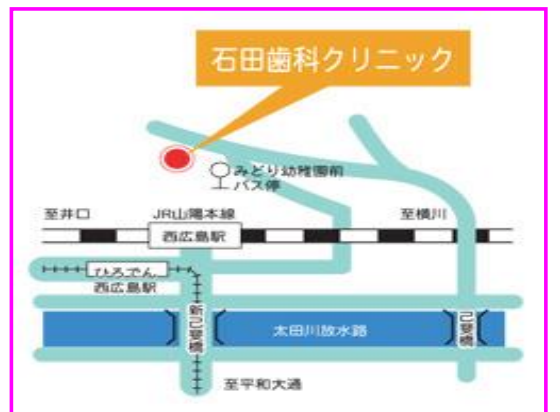 石田歯科クリニック
みどり幼稚園前
バス停
至井口
JR山陽本線
至横川
西広島駅
ひろでん
西広島駅
新己斐橋
太田川放水路
己斐橋
至平和大通